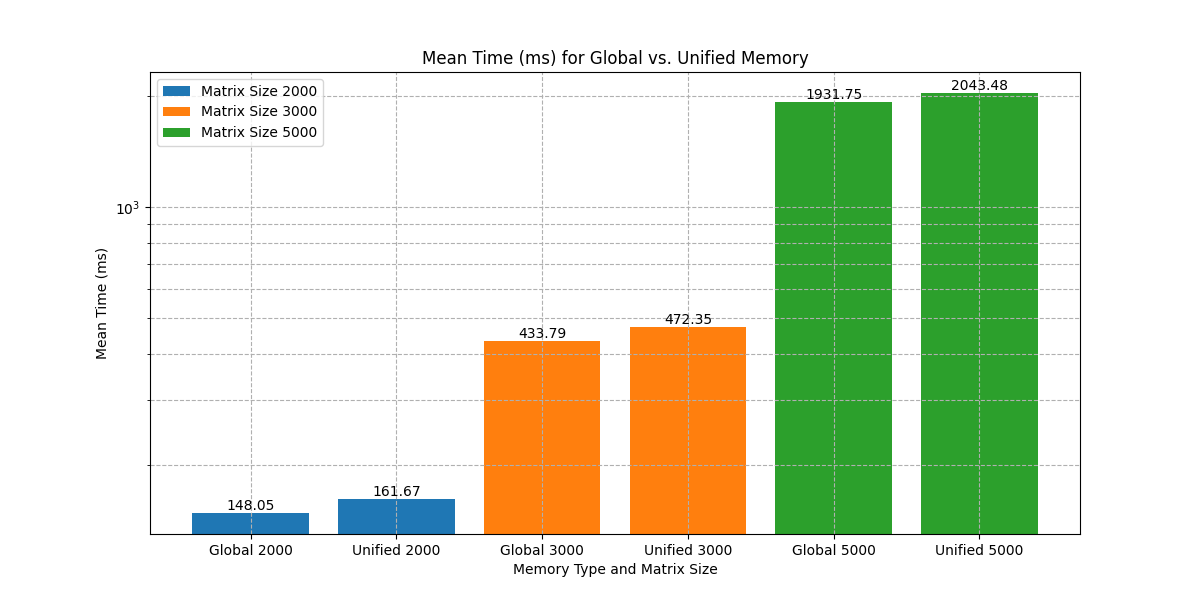 Mean Time (ms) for Global vs. Unified Memory
Matrix Size 2000
Matrix Size 3000
Matrix Size 5000
Mean Time (ms)
10³
148.05
161.67
433.79
472.35
1931.75
2043.48
Global 2000
Unified 2000
Global 3000
Unified 3000
Global 5000
Unified 5000
Memory Type and Matrix Size